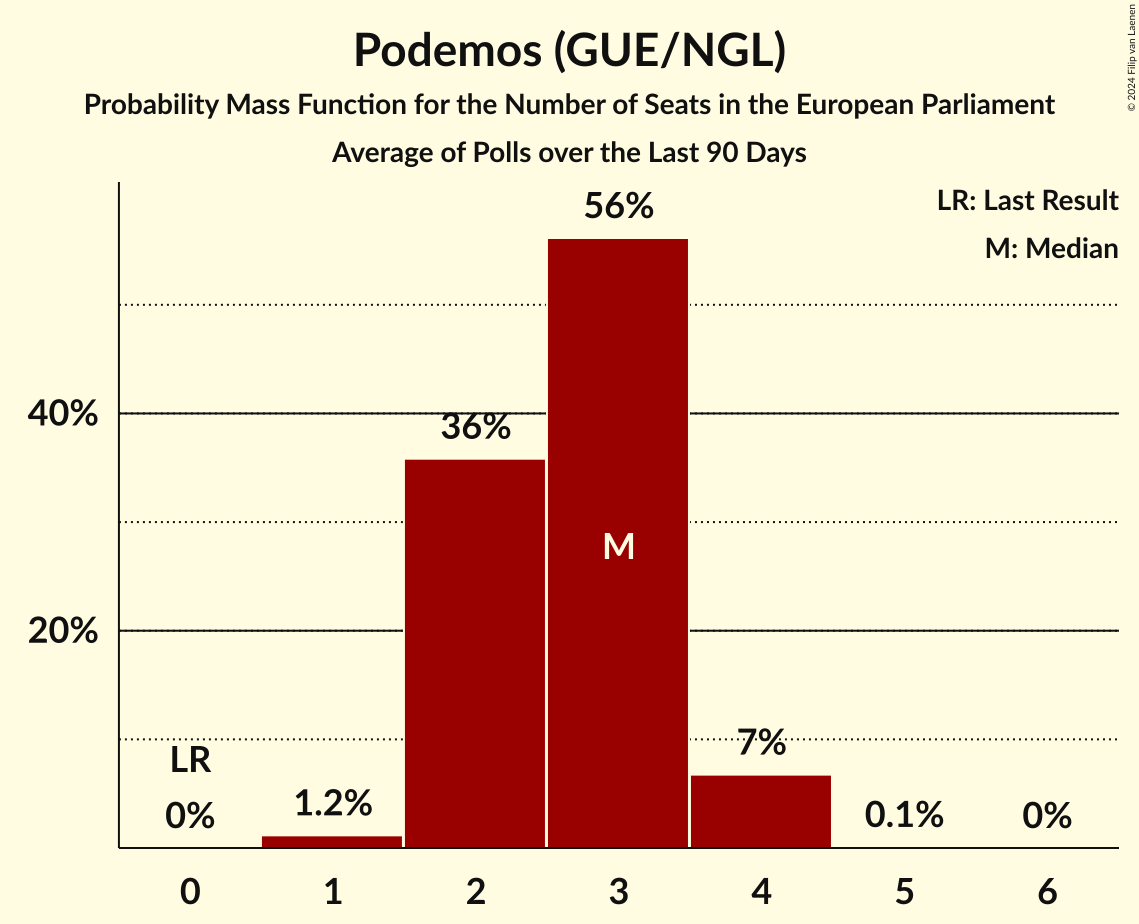 Podemos (GUE/NGL)
Probability Mass Function for the Number of Seats in the European Parliament
Average of Polls over the Last 90 Days
© 2024 Filip van Laenen
LR: Last Result
M: Median
56%
40%
36%
M
20%
LR
7%
0%
1.2%
0.1%
0%
0 1 2 3 4 5 6